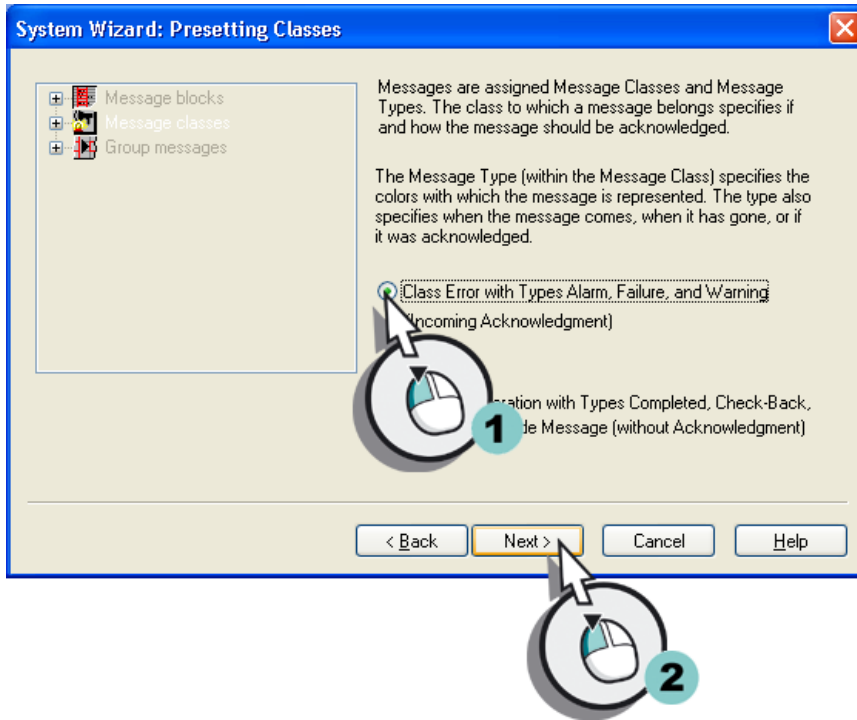 System Wizard: Presetting Classes
Message blocks
Message classes
Group messages
Messages are assigned Message Classes and Message
Types. The class to which a message belongs specifies if
and how the message should be acknowledged.
The Message Type (within the Message Class) specifies the
colors with which the message is represented. The type also
specifies when the message comes, when it has gone, or if
it was acknowledged.
Class Error with Types Alarm, Failure, and Warning
(Incoming Acknowledgment)
with Types Completed, Check-Back,
Message (without Acknowledgment)
1
< Back
Next >
Cancel
Help
2